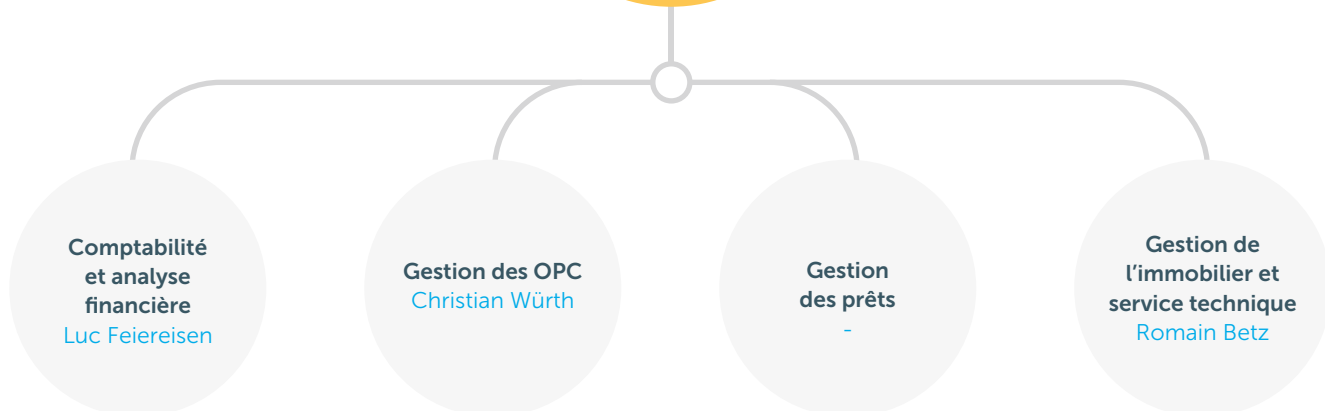 Comptabilité
et analyse
financière
Luc Feiereisen
Gestion des OPC
Christian Würth
Gestion
des prêts
-
Gestion de
l’immobilier et
service technique
Romain Betz